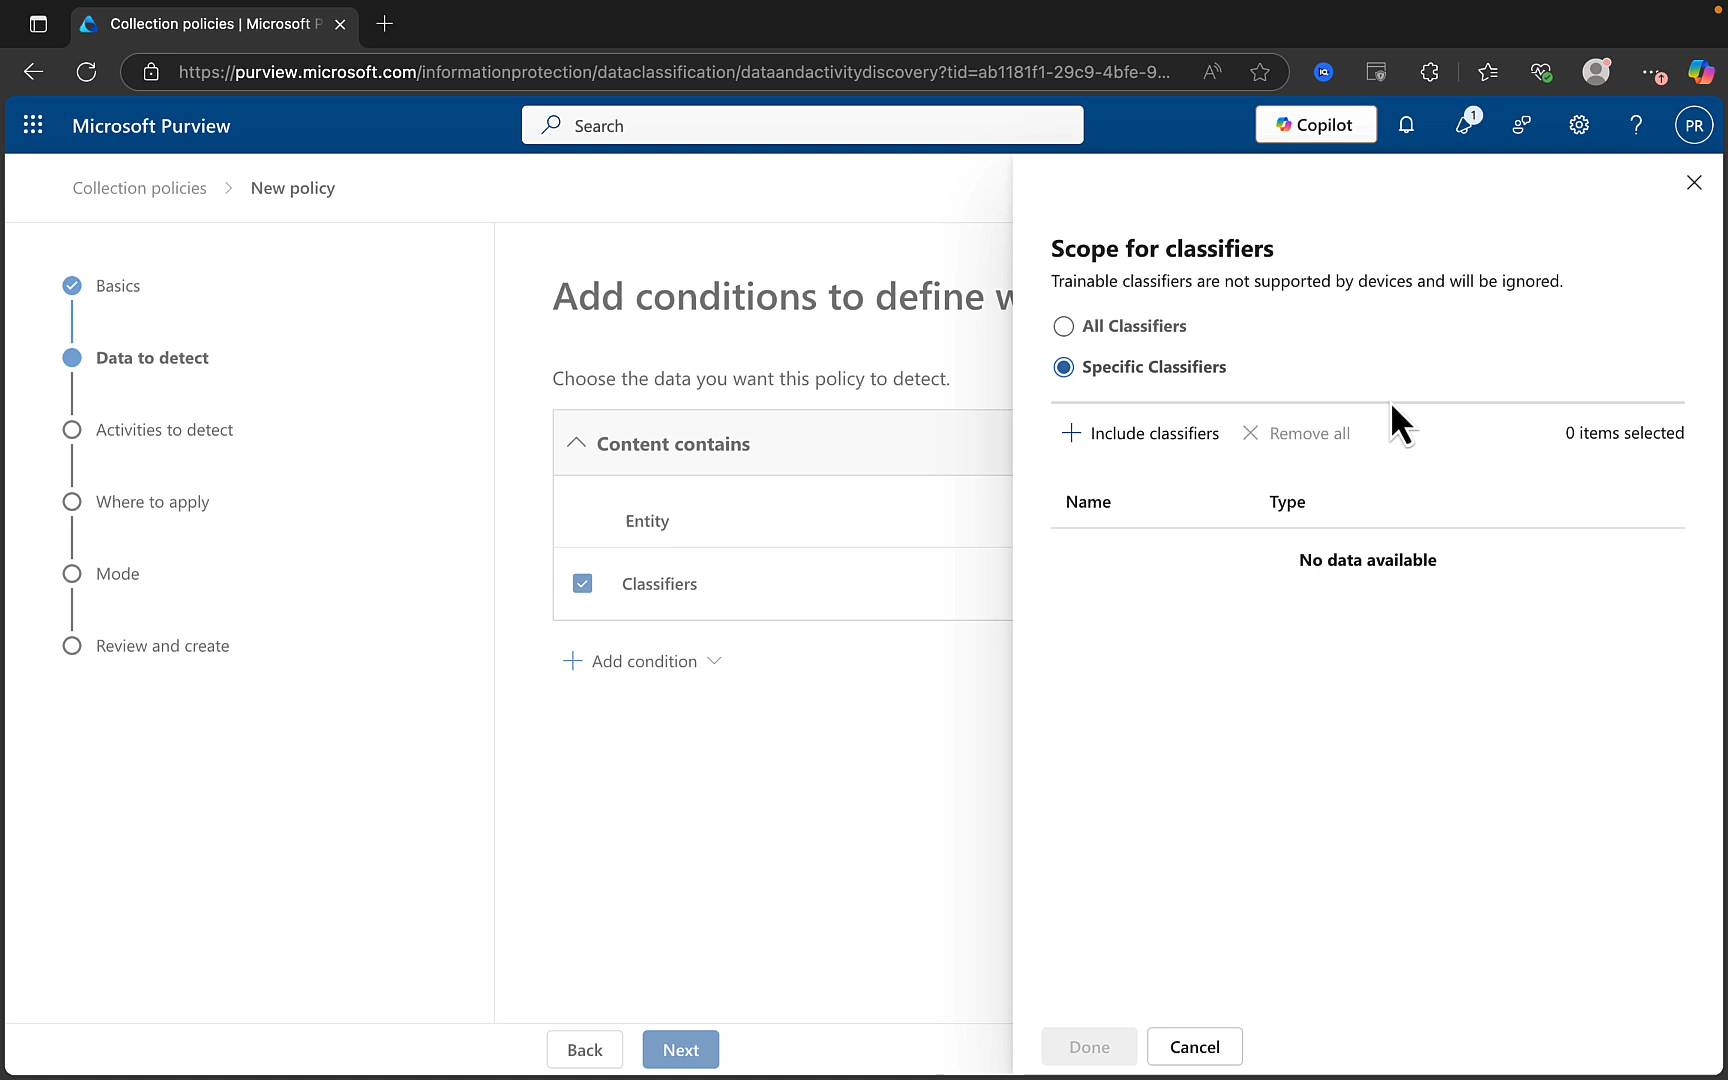 Collection policies | Microsoft P
https://purview.microsoft.com/informationprotection/dataclassification/dataandactivitydiscovery?tid=ab1181f1-29c9-4bfe-9...
Microsoft Purview
Search
Copilot
1
PR
Collection policies > New policy
Basics
Data to detect
Activities to detect
Where to apply
Mode
Review and create
Add conditions to define w
Choose the data you want this policy to detect.
Content contains
Entity
Classifiers
Add condition
Back
Next
Scope for classifiers
Trainable classifiers are not supported by devices and will be ignored.
All Classifiers
Specific Classifiers
Include classifiers
Remove all
0 items selected
Name
Type
No data available
Done
Cancel